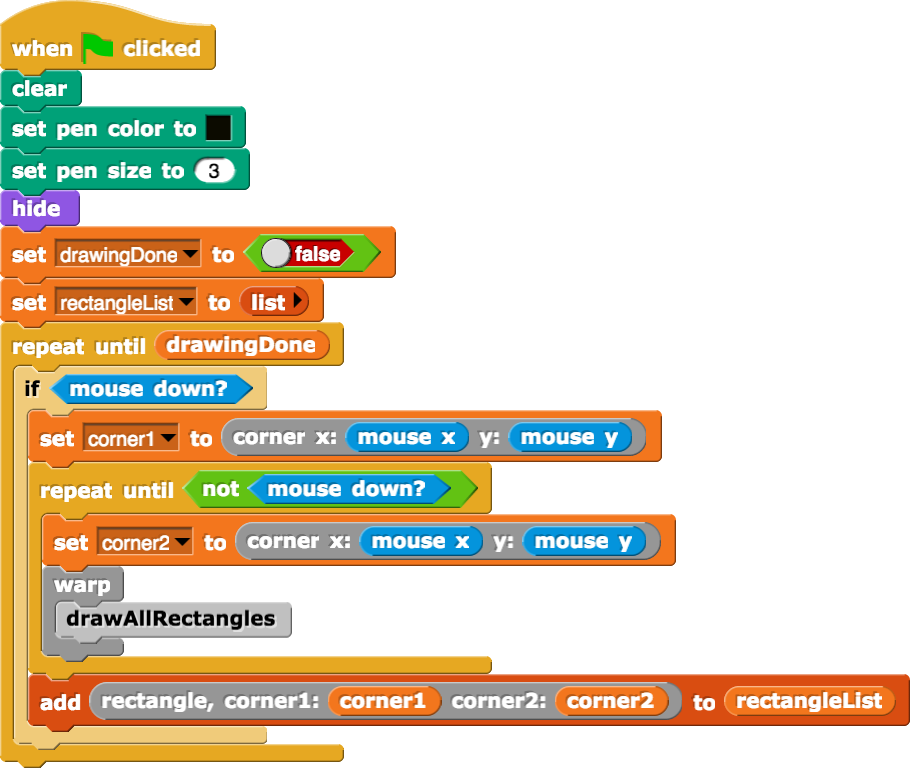 when clicked
clear
set pen color to
set pen size to 3
hide
set drawingDone to false
set rectangleList to list
repeat until drawingDone
if mouse down?
set corner1 to corner x: mouse x y: mouse y
repeat until not mouse down?
set corner2 to corner x: mouse x y: mouse y
warp
drawAllRectangles
add rectangle, corner1: corner1 corner2: corner2 to rectangleList